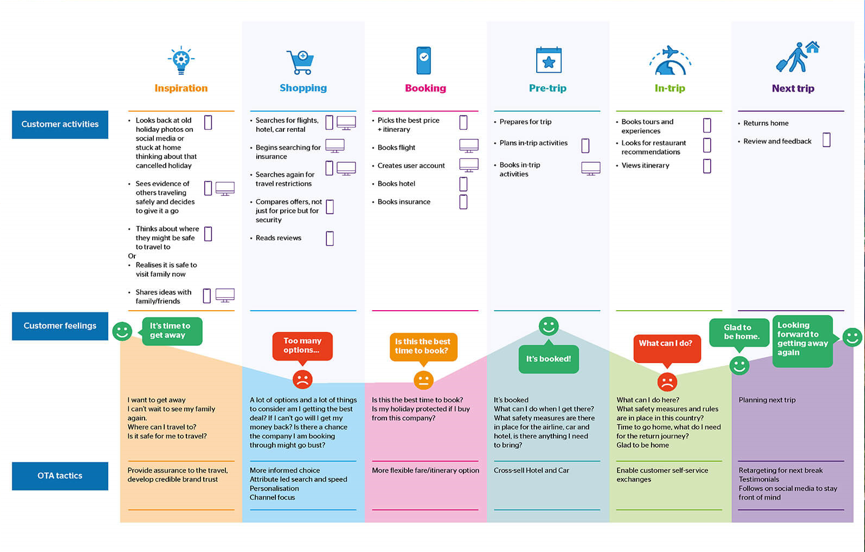 Inspiration
Shopping
Booking
Pre-trip
In-trip
Next trip
Customer activities
• Looks back at old
holiday photos on
social media or
stuck at home
thinking about that
cancelled holiday
• Sees evidence of
others traveling
safely and decides
to give it a go
• Thinks about where
they might be safe
to travel to
Or
• Realises it is safe to
visit family now
• Shares ideas with
family/friends
• Searches for flights,
hotel, car rental
• Begins searching for
insurance
• Searches again for
travel restrictions
• Compares offers, not
just for price but for
security
• Reads reviews
• Picks the best price
+ itinerary
• Books flight
• Creates user account
• Books hotel
• Books insurance
• Prepares for trip
• Plans in-trip activities
• Books in-trip
activities
• Books tours and
experiences
• Looks for restaurant
recommendations
• Views itinerary
• Returns home
• Review and feedback
Customer feelings
It's time to
get away
Too many
options...
Is this the best
time to book?
It's booked!
What can I do?
Glad to
be home.
Looking
forward to
getting away
again
I want to get away
I can't wait to see my family
again.
Where can I travel to?
Is it safe for me to travel?
A lot of options and a lot of things
to consider am I getting the best
deal? If I can't go will I get my
money back? Is there a chance
the company I am booking
through might go bust?
Is this the best time to book?
Is my holiday protected if I buy
from this company?
It's booked
What can I do when I get there?
What safety measures are there
in place for the airline, car and
hotel, is there anything I need
to bring?
What can I do here?
What safety measures and rules
are in place in this country?
Time to go home, what do I need
for the return journey?
Glad to be home
Planning next trip
OTA tactics
Provide assurance to the travel,
develop credible brand trust
More informed choice
Attribute led search and speed
Personalisation
Channel focus
More flexible fare/itinerary option
Cross-sell Hotel and Car
Enable customer self-service
exchanges
Retargeting for next break
Testimonials
Follows on social media to stay
front of mind